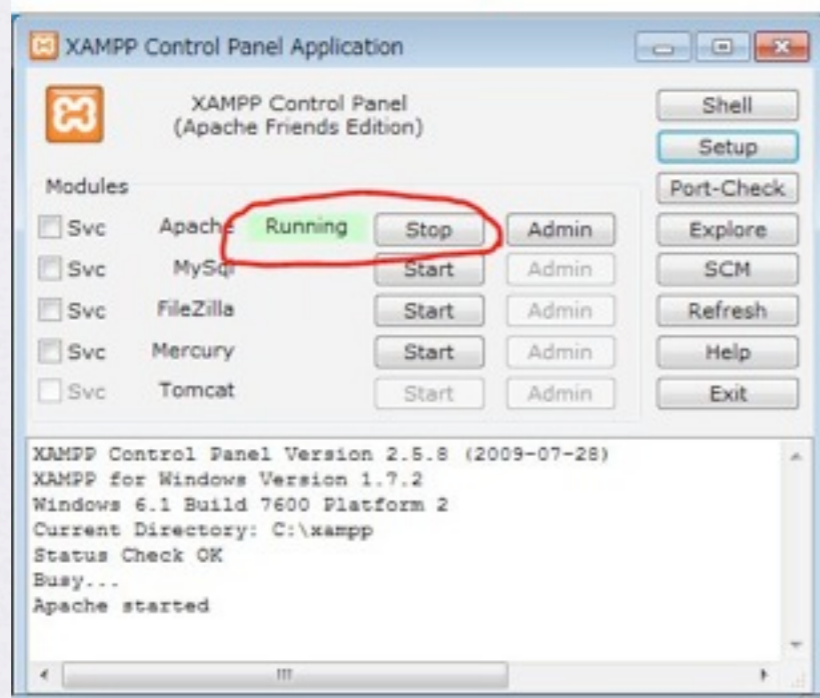 XAMPP Control Panel Application
XAMPP Control Panel
(Apache Friends Edition)
Shell
Setup
Modules
Port-Check
Svc Apache Running Stop Admin Explore
Svc MySql Start Admin SCM
Svc FileZilla Start Admin Refresh
Svc Mercury Start Admin Help
Svc Tomcat Start Admin Exit
XAMPP Control Panel Version 2.5.8 (2009-07-28)
XAMPP for Windows Version 1.7.2
Windows 6.1 Build 7600 Platform 2
Current Directory: C:\xampp
Status Check OK
Busy...
Apache started